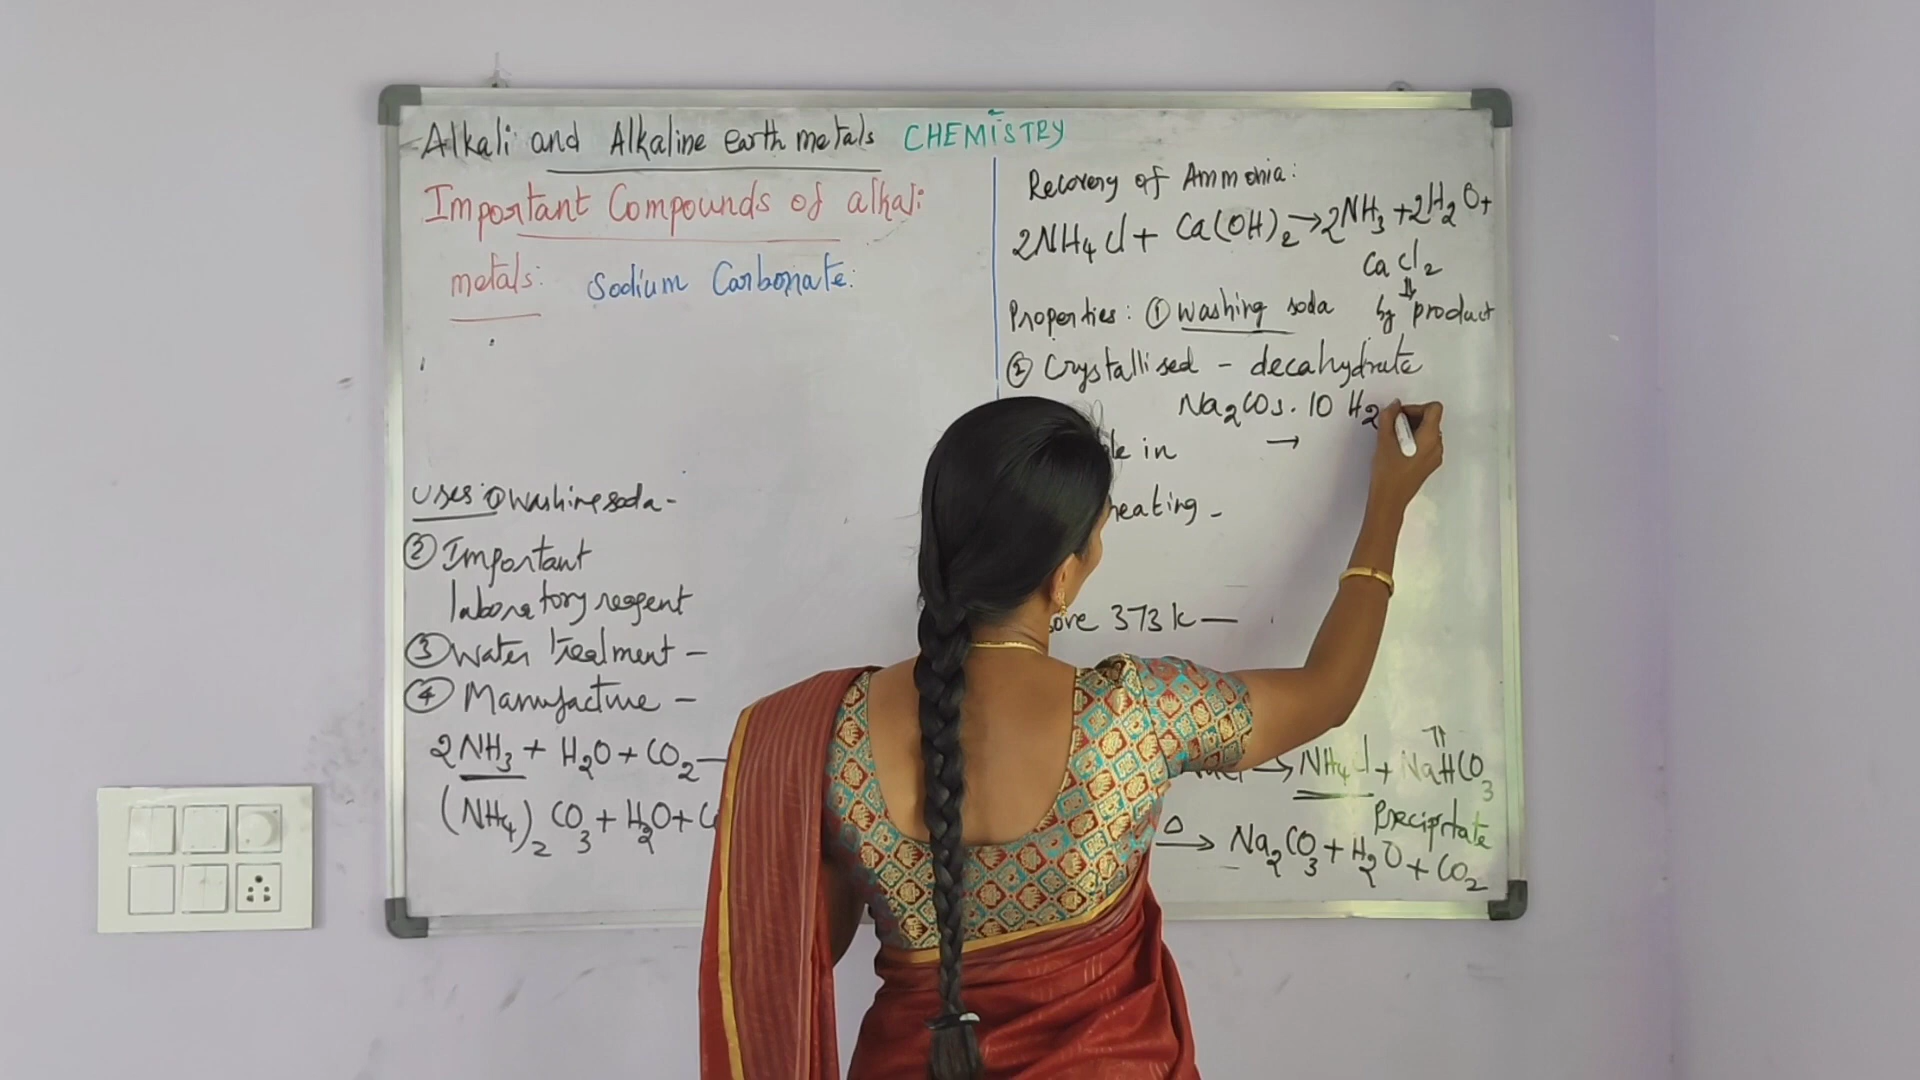 Alkali and Alkaline earth metals CHEMISTRY
Important Compounds of alkali
metals: Sodium Carbonate:
Uses: ① Washing soda -
② Important
laboratory reagent
③ Water treatment -
④ Manufacture -
2NH₃ + H₂O + CO₂
(NH₄)₂CO₃ + H₂O + C
Recovery of Ammonia:
2NH₄Cl + Ca(OH)₂ → 2NH₃ + 2H₂O +
CaCl₂
⇓
Properties: ① Washing soda by product
② Crystallised - decahydrate
Na₂CO₃. 10 H₂
in →
heating -
373 k —
→ NH₄Cl + NaHCO₃
⇑
Precipitate
Δ → Na₂CO₃ + H₂O + CO₂